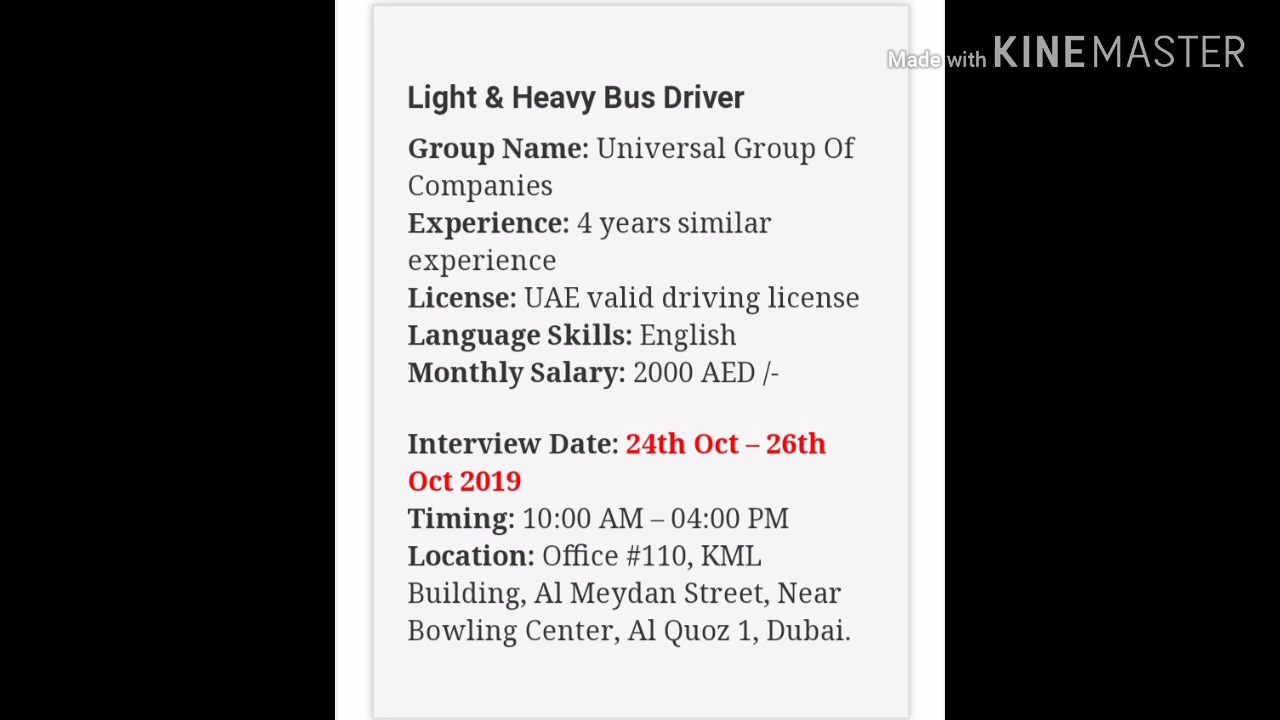 Made with KINEMASTER
Light & Heavy Bus Driver
Group Name: Universal Group Of
Companies
Experience: 4 years similar
experience
License: UAE valid driving license
Language Skills: English
Monthly Salary: 2000 AED /-
Interview Date: 24th Oct – 26th
Oct 2019
Timing: 10:00 AM – 04:00 PM
Location: Office #110, KML
Building, Al Meydan Street, Near
Bowling Center, Al Quoz 1, Dubai.